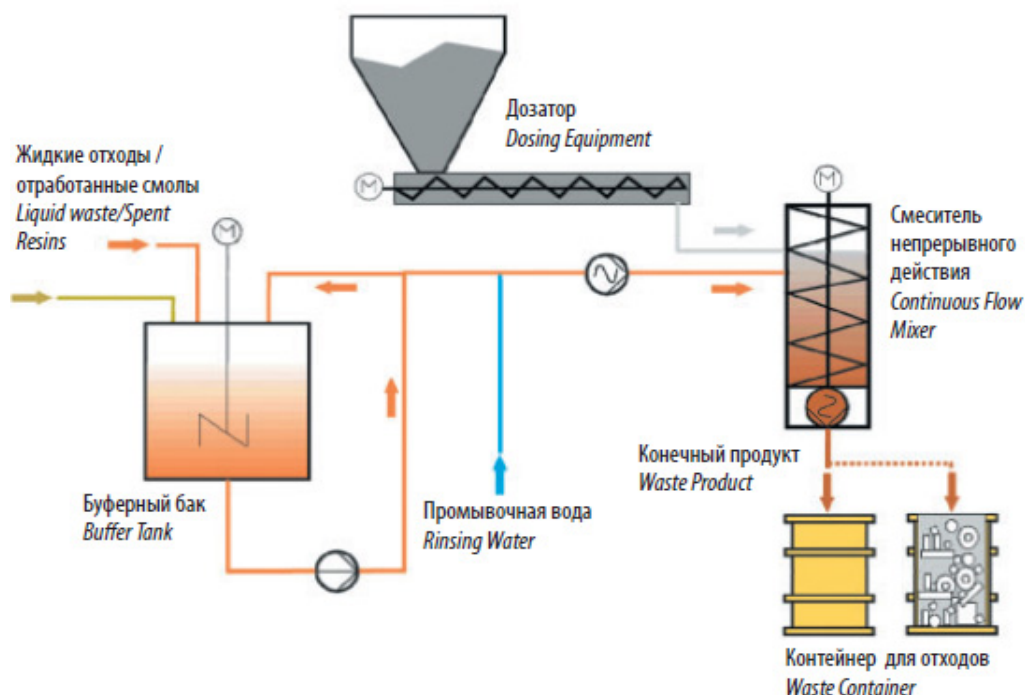 Дозатор
Dosing Equipment
Жидкие отходы /
отработанные смолы
Liquid waste/Spent
Resins
M
M
M
Смеситель
непрерывного
действия
Continuous Flow
Mixer
Буферный бак
Buffer Tank
Промывочная вода
Rinsing Water
Конечный продукт
Waste Product
Контейнер для отходов
Waste Container